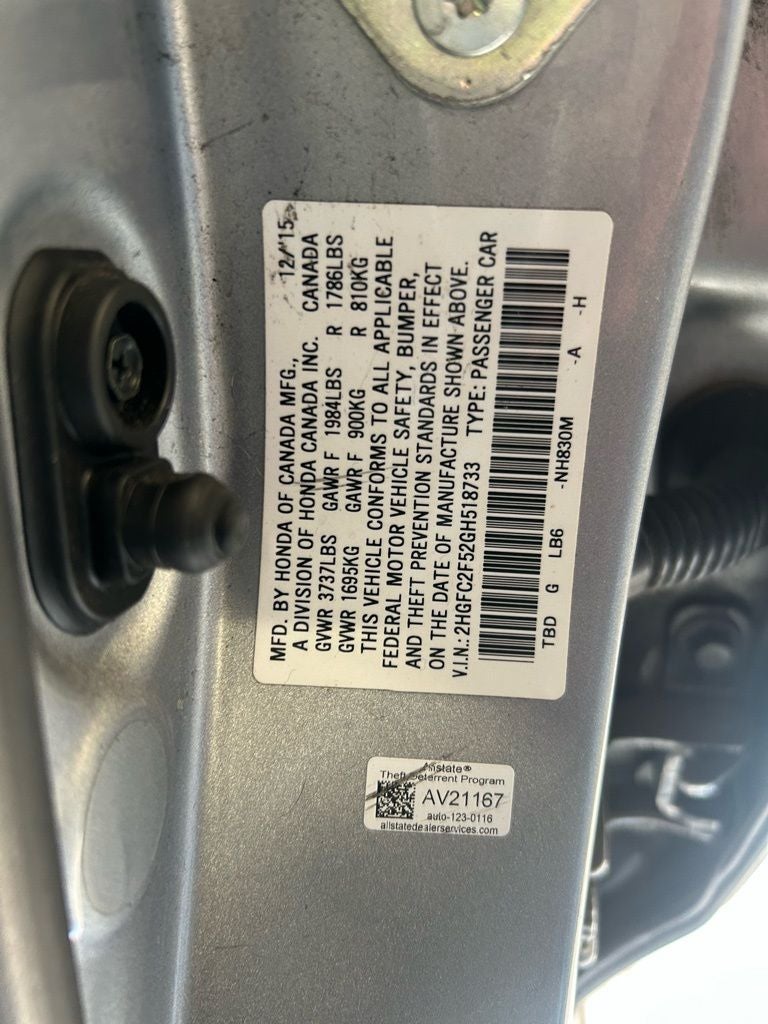 MFD. BY HONDA OF CANADA MFG., 12/'15
A DIVISION OF HONDA CANADA INC. CANADA
GVWR 3737LBS GAWR F 1984LBS R 1786LBS
GVWR 1695KG GAWR F 900KG R 810KG
THIS VEHICLE CONFORMS TO ALL APPLICABLE
FEDERAL MOTOR VEHICLE SAFETY, BUMPER,
AND THEFT PREVENTION STANDARDS IN EFFECT
ON THE DATE OF MANUFACTURE SHOWN ABOVE.
V.I.N.: 2HGFC2F52GH518733 TYPE: PASSENGER CAR
TBD G LB6 -NH830M -A -H
Allstate®
Theft Deterrent Program
AV21167
auto-123-0116
allstatedealerservices.com